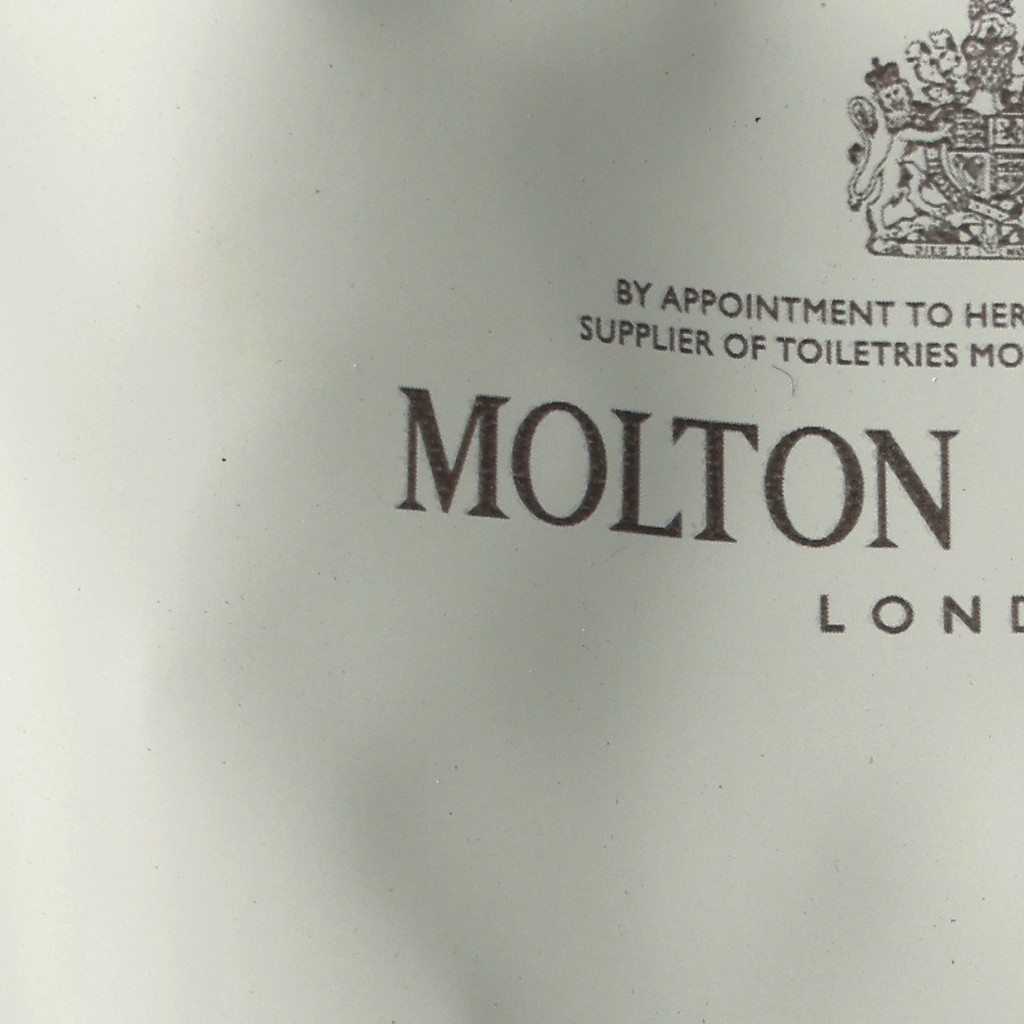 BY APPOINTMENT TO HER
SUPPLIER OF TOILETRIES MO
MOLTON
LOND